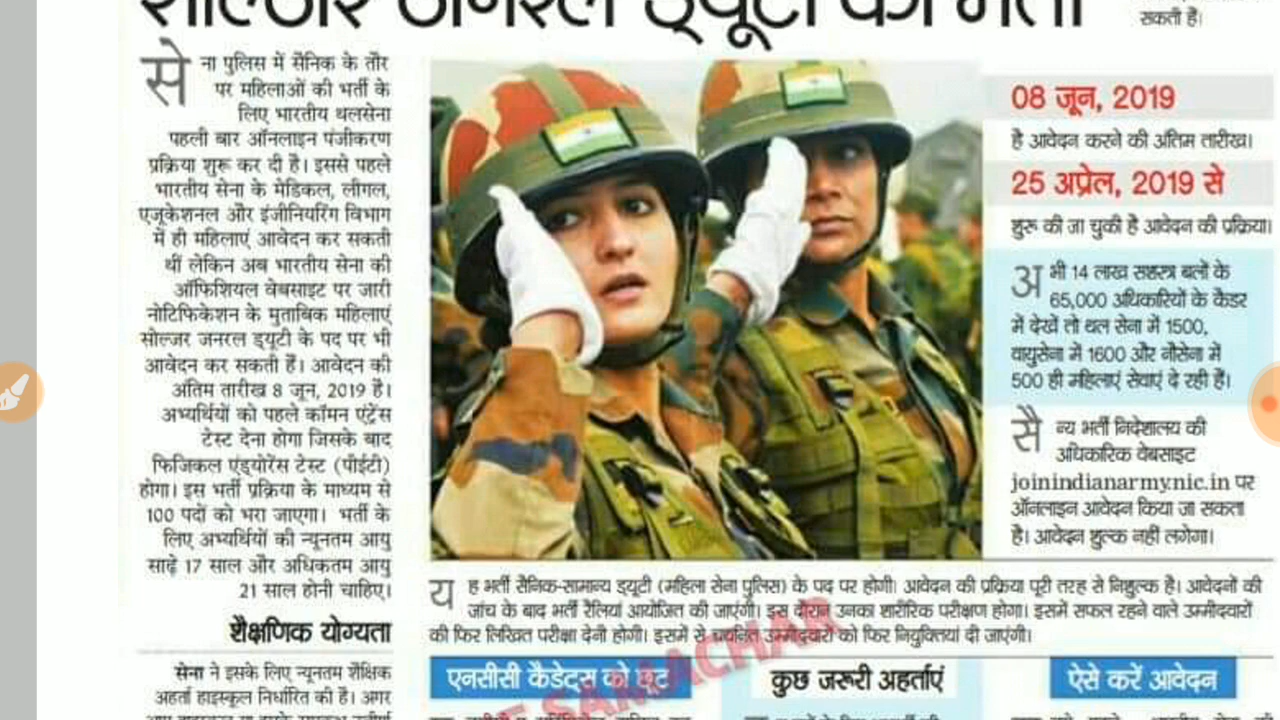 सोल्जर जनरल ड्यूटी की भर्ती
सकती हैं।
से
ना पुलिस में सैनिक के तौर
पर महिलाओं की भर्ती के
लिए भारतीय थलसेना
पहली बार ऑनलाइन पंजीकरण
प्रक्रिया शुरू कर दी है। इससे पहले
भारतीय सेना के मेडिकल, लीगल,
एजूकेशनल और इंजीनियरिंग विभाग
में ही महिलाएं आवेदन कर सकती
थीं लेकिन अब भारतीय सेना की
ऑफिशियल वेबसाइट पर जारी
नोटिफिकेशन के मुताबिक महिलाएं
सोल्जर जनरल ड्यूटी के पद पर भी
आवेदन कर सकती हैं। आवेदन की
अंतिम तारीख 8 जून, 2019 है।
अभ्यर्थियों को पहले कॉमन एंट्रेंस
टेस्ट देना होगा जिसके बाद
फिजिकल एंड्योरेंस टेस्ट (पीईटी)
होगा। इस भर्ती प्रक्रिया के माध्यम से
100 पदों को भरा जाएगा। भर्ती के
लिए अभ्यर्थियों की न्यूनतम आयु
साढ़े 17 साल और अधिकतम आयु
21 साल होनी चाहिए।
शैक्षणिक योग्यता
सेना ने इसके लिए न्यूनतम शैक्षिक
अहर्ता हाइस्कूल निर्धारित की है। अगर
08 जून, 2019
है आवेदन करने की अंतिम तारीख।
25 अप्रेल, 2019 से
शुरू की जा चुकी है आवेदन की प्रक्रिया।
अ
भी 14 लाख सशस्त्र बलों के
65,000 अधिकारियों के कैडर
में देखें तो थल सेना में 1500,
वायुसेना में 1600 और नौसेना में
500 ही महिलाएं सेवाएं दे रही हैं।
सै
न्य भर्ती निदेशालय की
अधिकारिक वेबसाइट
joinindianarmy.nic.in पर
ऑनलाइन आवेदन किया जा सकता
है। आवेदन शुल्क नहीं लगेगा।
य
ह भर्ती सैनिक-सामान्य ड्यूटी (महिला सेना पुलिस) के पद पर होगी। आवेदन की प्रक्रिया पूरी तरह से निशुल्क है। आवेदनों की
जांच के बाद भर्ती रैलियां आयोजित की जाएंगी। इस दौरान उनका शारीरिक परीक्षण होगा। इसमें सफल रहने वाले उम्मीदवारों
की फिर लिखित परीक्षा देनी होगी। इसमें से चयनित उम्मीदवारों को फिर नियुक्तियां दी जाएंगी।
SAMACHAR
एनसीसी कैडेट्स को छूट
कुछ जरूरी अहर्ताएं
ऐसे करें आवेदन